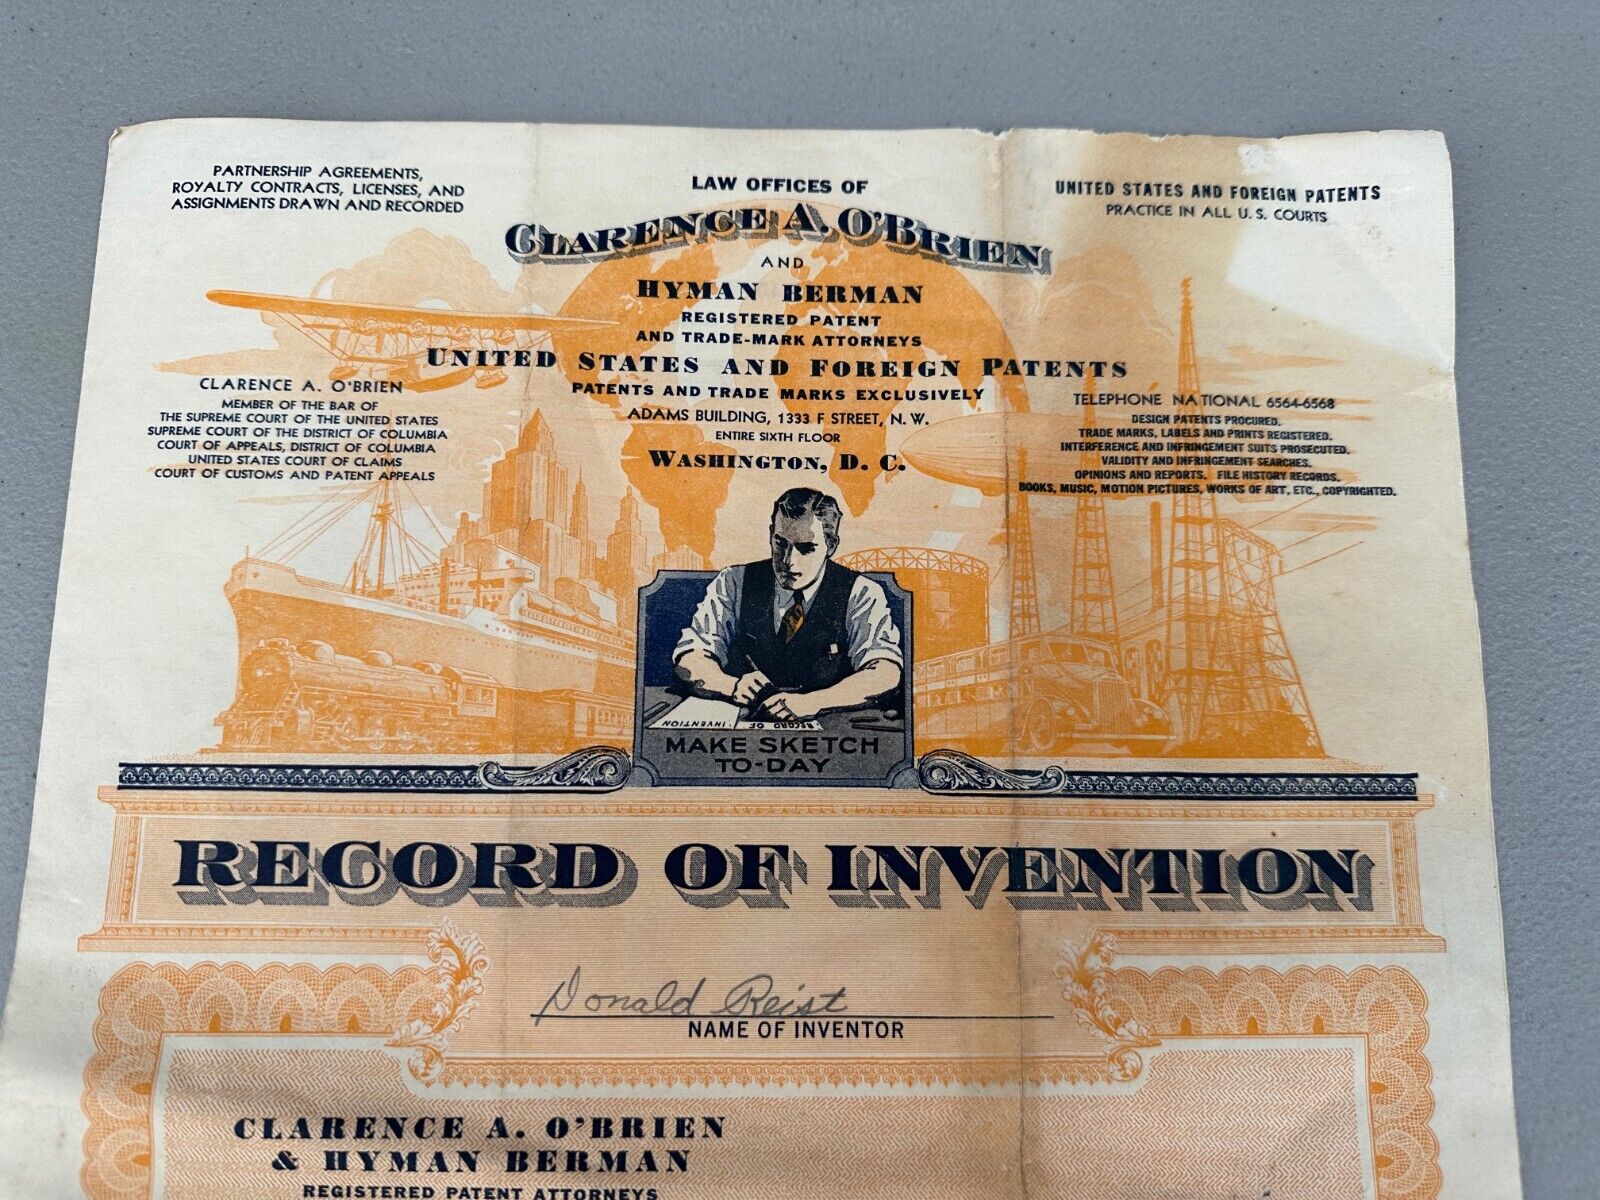 PARTNERSHIP AGREEMENTS,
ROYALTY CONTRACTS, LICENSES, AND
ASSIGNMENTS DRAWN AND RECORDED
LAW OFFICES OF
CLARENCE A. O'BRIEN
AND
HYMAN BERMAN
REGISTERED PATENT
AND TRADE-MARK ATTORNEYS
UNITED STATES AND FOREIGN PATENTS
PATENTS AND TRADE MARKS EXCLUSIVELY
ADAMS BUILDING, 1333 F STREET, N. W.
ENTIRE SIXTH FLOOR
WASHINGTON, D. C.
UNITED STATES AND FOREIGN PATENTS
PRACTICE IN ALL U. S. COURTS
CLARENCE A. O'BRIEN
MEMBER OF THE BAR OF
THE SUPREME COURT OF THE UNITED STATES
SUPREME COURT OF THE DISTRICT OF COLUMBIA
COURT OF APPEALS, DISTRICT OF COLUMBIA
UNITED STATES COURT OF CLAIMS
COURT OF CUSTOMS AND PATENT APPEALS
TELEPHONE NATIONAL 6564-6568
DESIGN PATENTS PROCURED.
TRADE MARKS, LABELS AND PRINTS REGISTERED.
INTERFERENCE AND INFRINGEMENT SUITS PROSECUTED.
VALIDITY AND INFRINGEMENT SEARCHES.
OPINIONS AND REPORTS. FILE HISTORY RECORDS.
BOOKS, MUSIC, MOTION PICTURES, WORKS OF ART, ETC., COPYRIGHTED.
RECORD OF INVENTION
MAKE SKETCH
TO-DAY
RECORD OF INVENTION
Donald Reist
NAME OF INVENTOR
CLARENCE A. O'BRIEN
& HYMAN BERMAN
REGISTERED PATENT ATTORNEYS